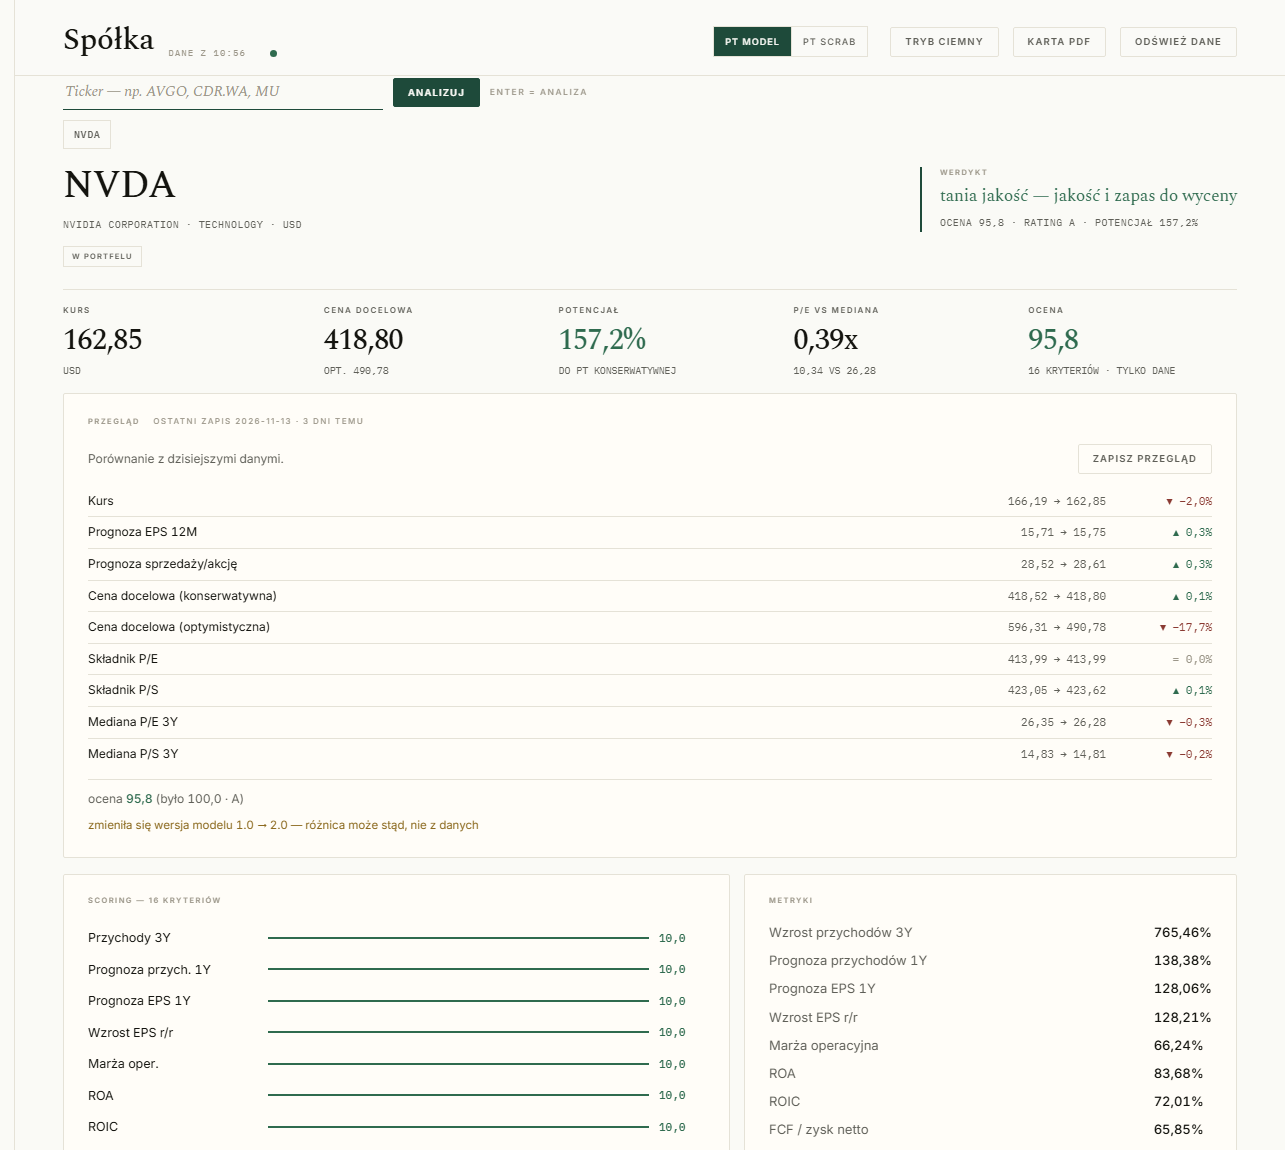 Spółka DANE Z 10:56 PT MODEL PT SCRAB TRYB CIEMNY KARTA PDF ODŚWIEŻ DANE
Ticker — np. AVGO, CDR.WA, MU ANALIZUJ ENTER = ANALIZA
NVDA
NVDA
NVIDIA CORPORATION · TECHNOLOGY · USD
W PORTFELU
WERDYKT
tania jakość — jakość i zapas do wyceny
OCENA 95,8 · RATING A · POTENCJAŁ 157,2%
KURS CENA DOCELOWA POTENCJAŁ P/E VS MEDIANA OCENA
162,85 418,80 157,2% 0,39x 95,8
USD OPT. 490,78 DO PT KONSERWATYWNEJ 10,34 VS 26,28 16 KRYTERIÓW · TYLKO DANE
PRZEGLĄD OSTATNI ZAPIS 2026-11-13 · 3 DNI TEMU
Porównanie z dzisiejszymi danymi. ZAPISZ PRZEGLĄD
Kurs 166,19 → 162,85 ▼ −2,0%
Prognoza EPS 12M 15,71 → 15,75 ▲ 0,3%
Prognoza sprzedaży/akcję 28,52 → 28,61 ▲ 0,3%
Cena docelowa (konserwatywna) 418,52 → 418,80 ▲ 0,1%
Cena docelowa (optymistyczna) 596,31 → 490,78 ▼ −17,7%
Składnik P/E 413,99 → 413,99 = 0,0%
Składnik P/S 423,05 → 423,62 ▲ 0,1%
Mediana P/E 3Y 26,35 → 26,28 ▼ −0,3%
Mediana P/S 3Y 14,83 → 14,81 ▼ −0,2%
ocena 95,8 (było 100,0 · A)
zmieniła się wersja modelu 1.0 → 2.0 — różnica może stąd, nie z danych
SCORING — 16 KRYTERIÓW
Przychody 3Y 10,0
Prognoza przych. 1Y 10,0
Prognoza EPS 1Y 10,0
Wzrost EPS r/r 10,0
Marża oper. 10,0
ROA 10,0
ROIC 10,0
METRYKI
Wzrost przychodów 3Y 765,46%
Prognoza przychodów 1Y 138,38%
Prognoza EPS 1Y 128,06%
Wzrost EPS r/r 128,21%
Marża operacyjna 66,24%
ROA 83,68%
ROIC 72,01%
FCF / zysk netto 65,85%